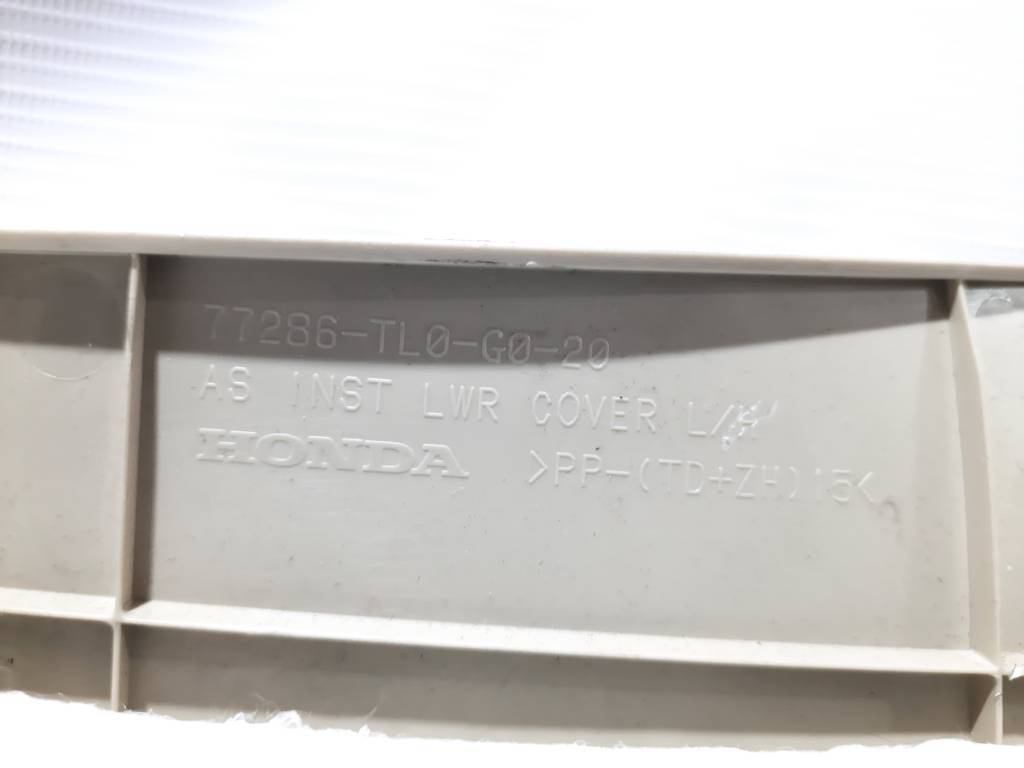 77286-TL0-G0-20
AS INST LWR COVER L/H
HONDA >PP-(TD+ZH)15<